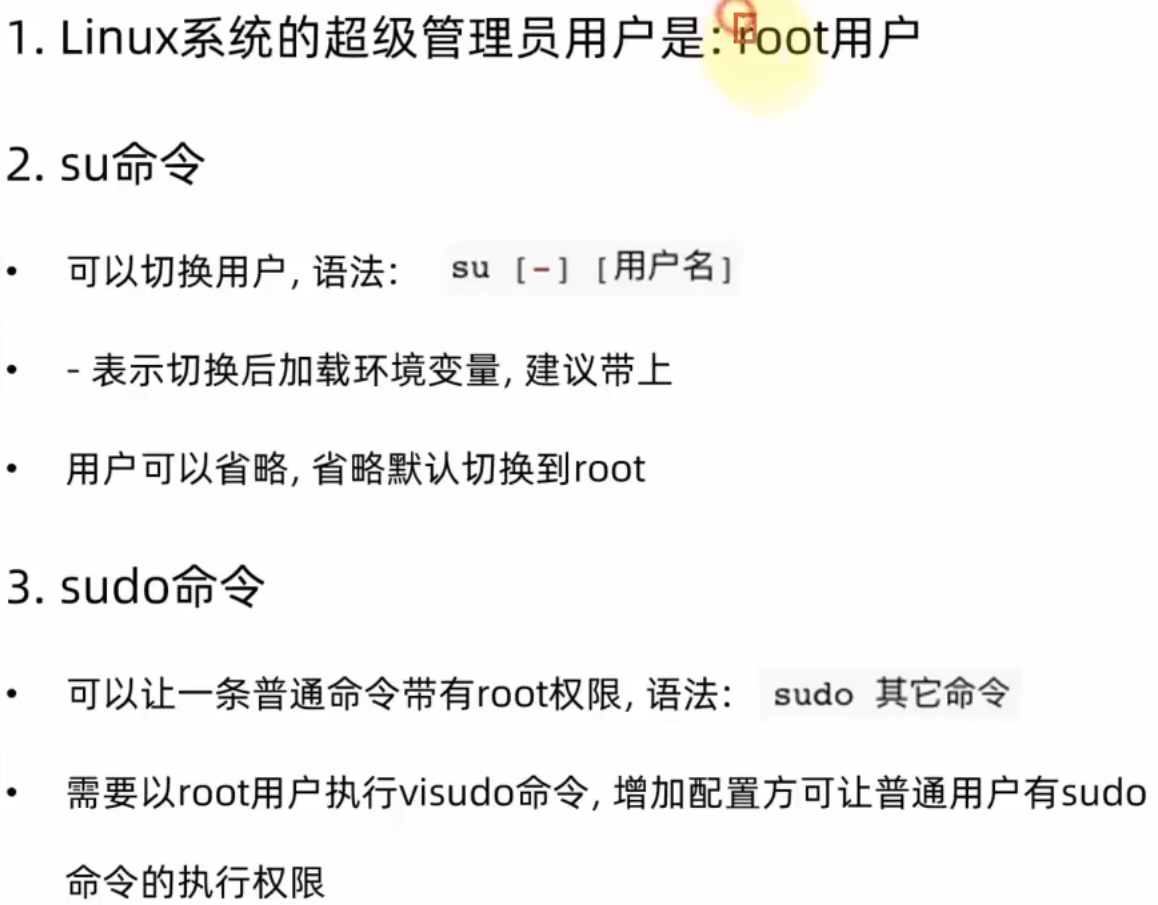 1. Linux系统的超级管理员用户是: root用户
2. su命令
• 可以切换用户, 语法: su [-] [用户名]
• - 表示切换后加载环境变量, 建议带上
• 用户可以省略, 省略默认切换到root
3. sudo命令
• 可以让一条普通命令带有root权限, 语法: sudo 其它命令
• 需要以root用户执行visudo命令, 增加配置方可让普通用户有sudo
命令的执行权限